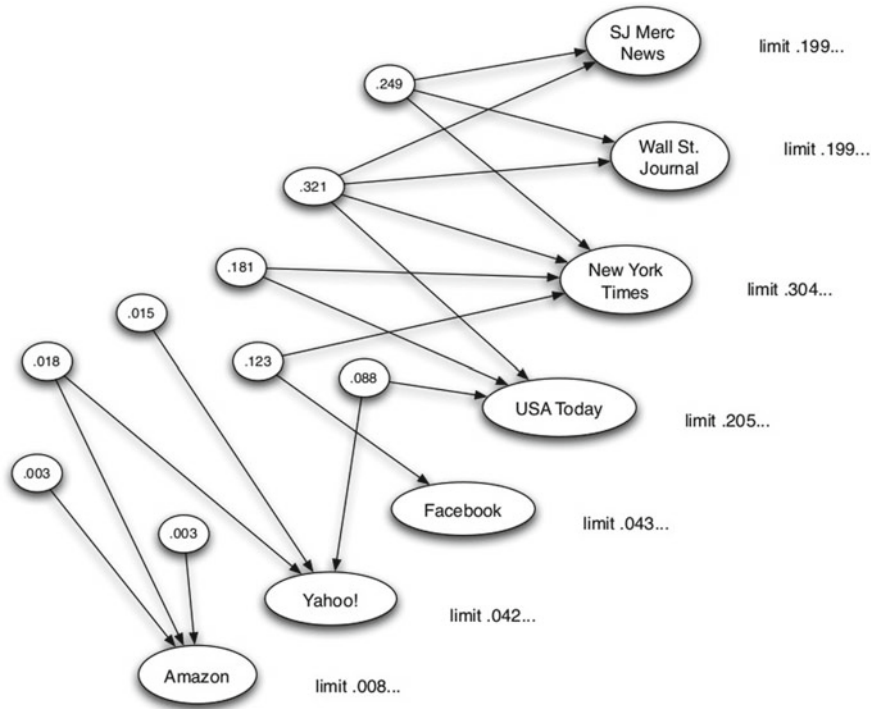 SJ Merc
News
limit .199...
.249
Wall St.
Journal
limit .199...
.321
.181
New York
Times
limit .304...
.015
.018
.123
.088
USA Today
limit .205...
.003
Facebook
limit .043...
.003
Yahoo!
limit .042...
Amazon
limit .008...